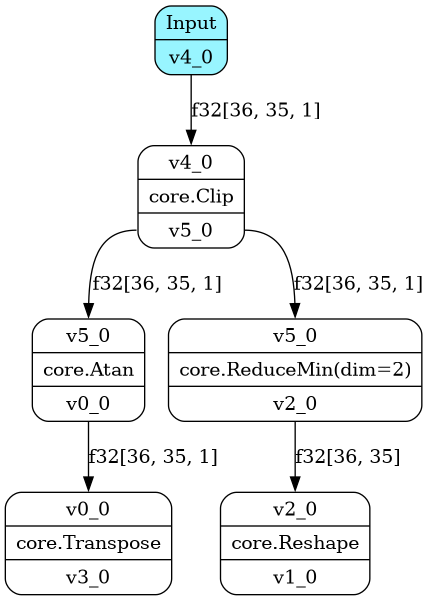 Input
v4_0
f32[36, 35, 1]
v4_0
core.Clip
v5_0
f32[36, 35, 1]
f32[36, 35, 1]
v5_0
core.Atan
v0_0
v5_0
core.ReduceMin(dim=2)
v2_0
f32[36, 35, 1]
f32[36, 35]
v0_0
core.Transpose
v3_0
v2_0
core.Reshape
v1_0